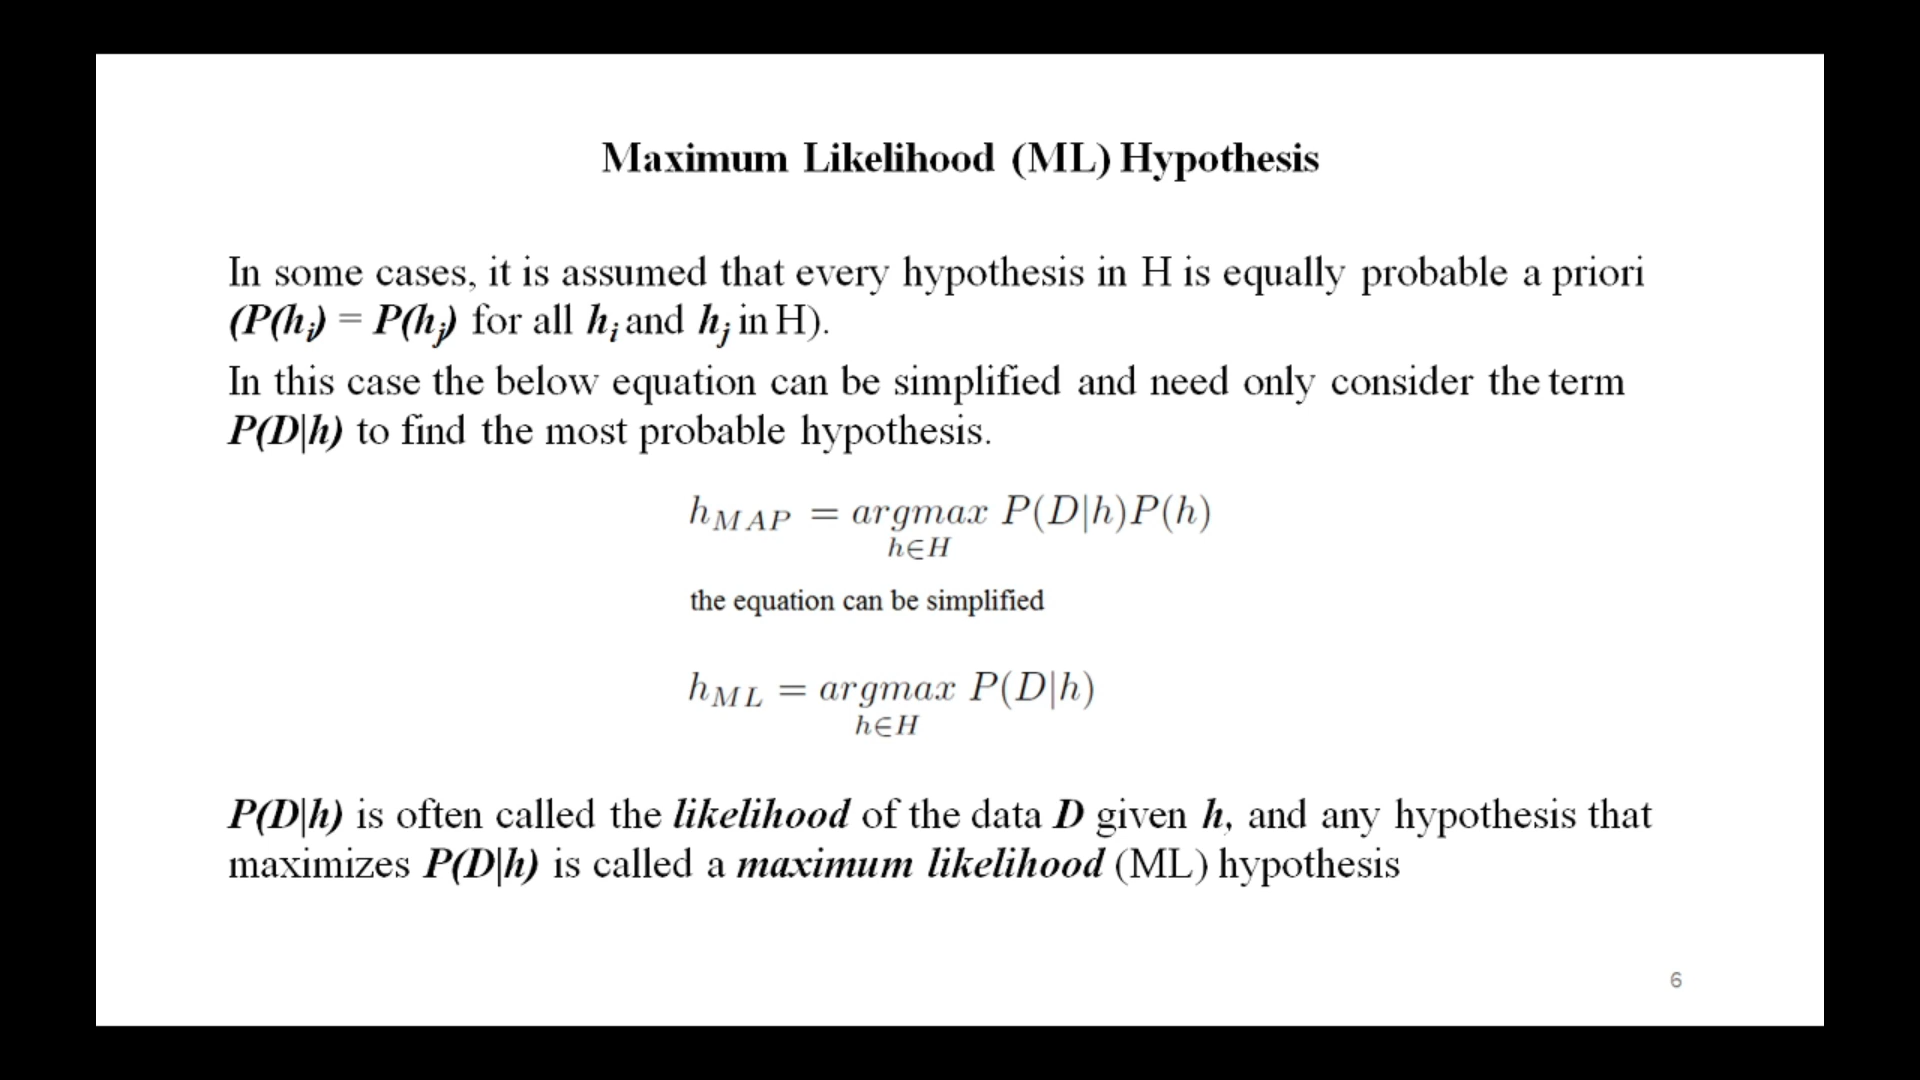 Maximum Likelihood (ML) Hypothesis
In some cases, it is assumed that every hypothesis in H is equally probable a priori
(P(hᵢ) = P(hⱼ) for all hᵢ and hⱼ in H).
In this case the below equation can be simplified and need only consider the term
P(D|h) to find the most probable hypothesis.
h_MAP = argmax P(D|h)P(h)
h∈H
the equation can be simplified
h_ML = argmax P(D|h)
h∈H
P(D|h) is often called the likelihood of the data D given h, and any hypothesis that
maximizes P(D|h) is called a maximum likelihood (ML) hypothesis
6